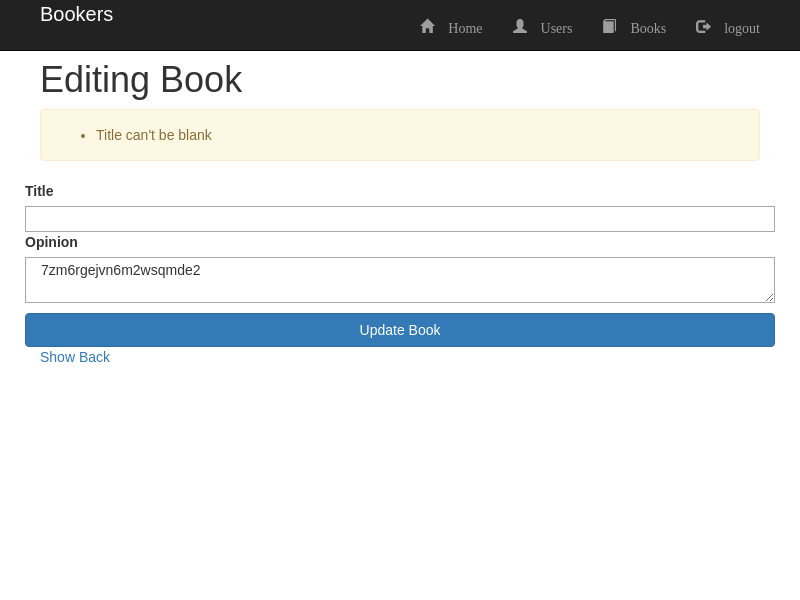 Bookers
Home Users Books logout
Editing Book
Title can't be blank
Title
Opinion
7zm6rgejvn6m2wsqmde2
Update Book
Show Back